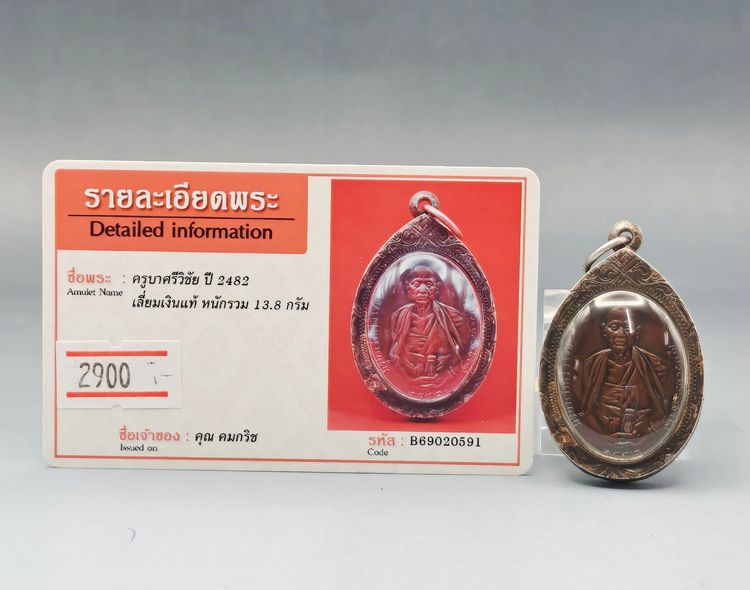 รายละเอียดพระ
Detailed information
ชื่อพระ : ครูบาศรีวิชัย ปี 2482
Amulet Name
เลี่ยมเงินแท้ หนักรวม 13.8 กรัม
2900 .-
ชื่อเจ้าของ : คุณ คมกริช
Issued on
รหัส : B69020591
Code